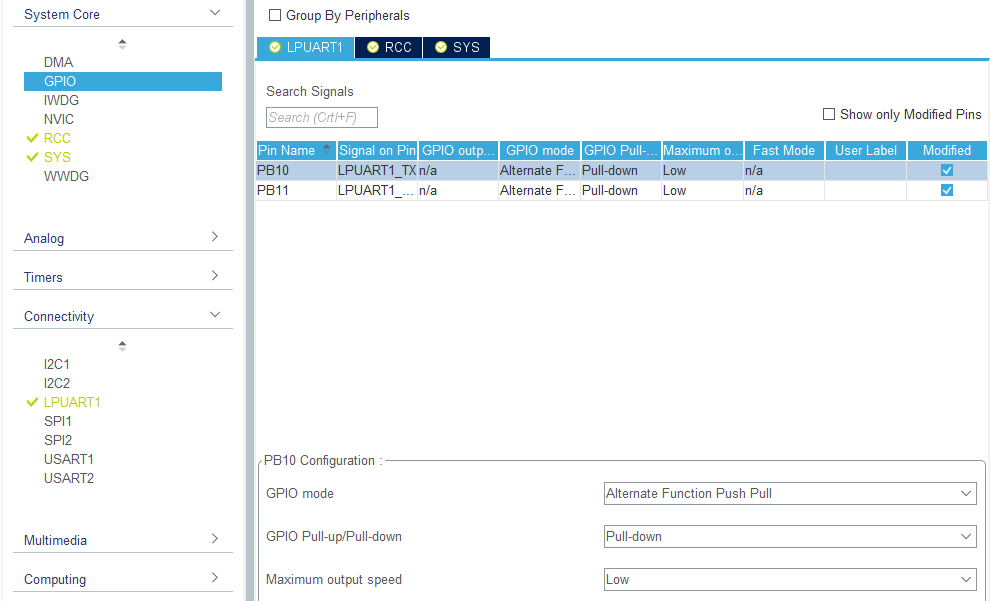 System Core
DMA
GPIO
IWDG
NVIC
RCC
SYS
WWDG
Analog
Timers
Connectivity
I2C1
I2C2
LPUART1
SPI1
SPI2
USART1
USART2
Multimedia
Computing
Group By Peripherals
LPUART1 RCC SYS
Search Signals
Search (CrtI+F)
Show only Modified Pins
Pin Name Signal on Pin GPIO outp... GPIO mode GPIO Pull-... Maximum o... Fast Mode User Label Modified
PB10 LPUART1_TX n/a Alternate F... Pull-down Low n/a
PB11 LPUART1_... n/a Alternate F... Pull-down Low n/a
PB10 Configuration :
GPIO mode Alternate Function Push Pull
GPIO Pull-up/Pull-down Pull-down
Maximum output speed Low